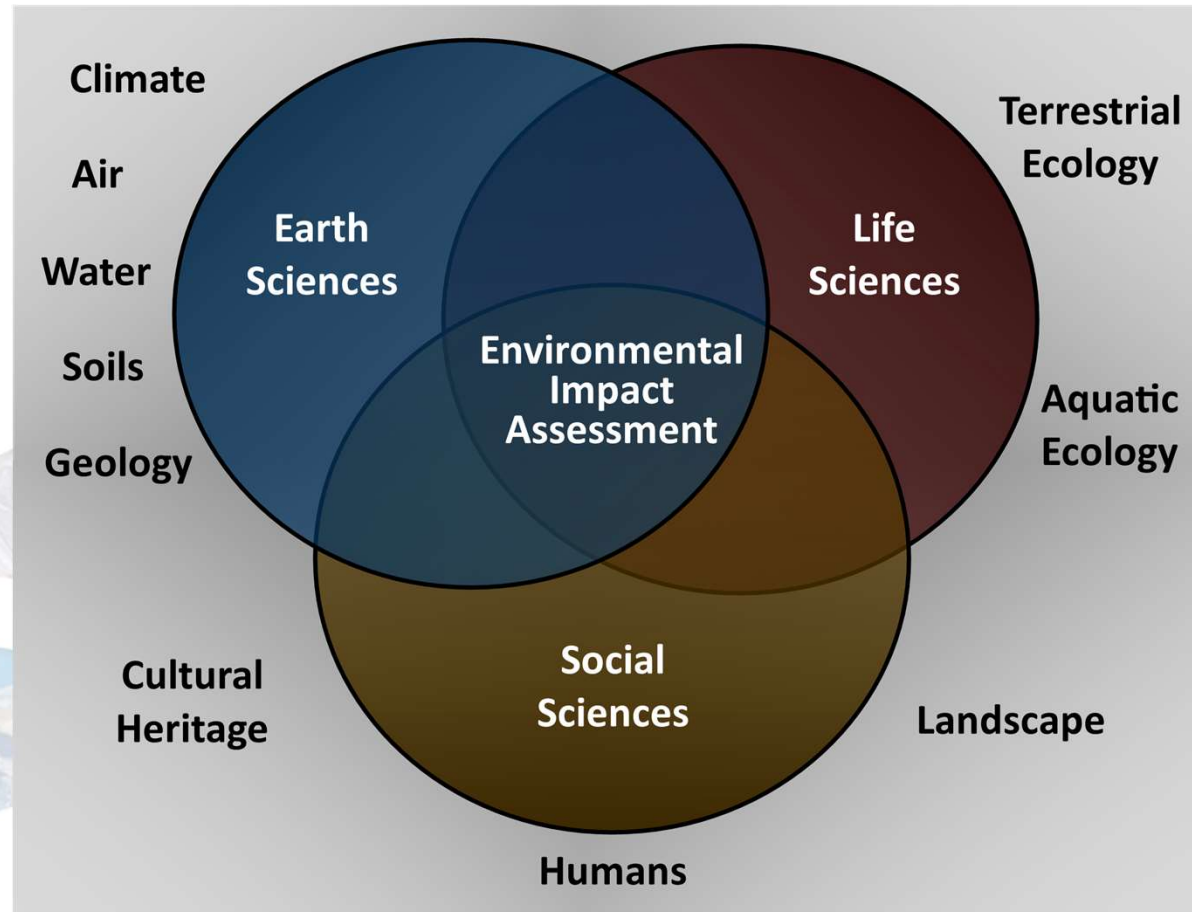 Climate
Air
Water
Soils
Geology
Earth
Sciences
Life
Sciences
Terrestrial
Ecology
Aquatic
Ecology
Environmental
Impact
Assessment
Social
Sciences
Cultural
Heritage
Landscape
Humans